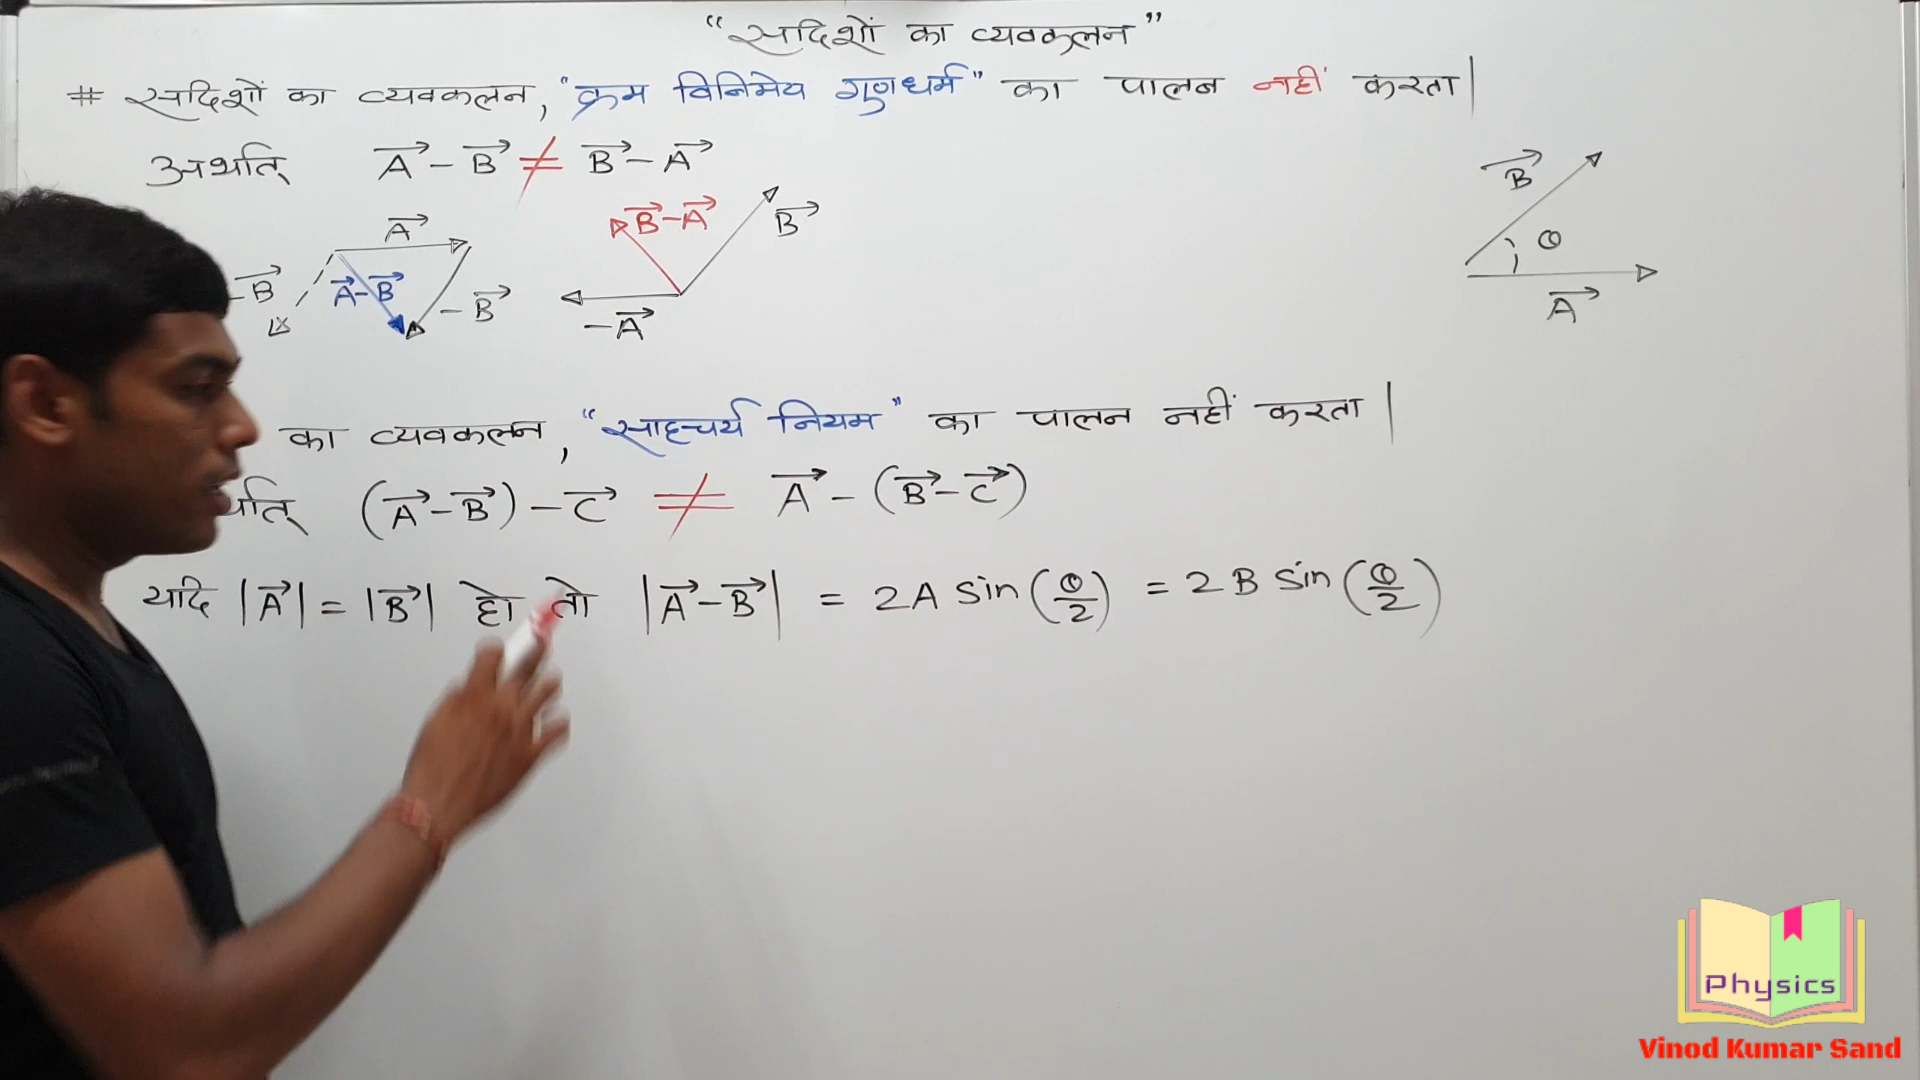 "सदिशों का व्यवकलन"
# सदिशों का व्यवकलन, "क्रम विनिमेय गुणधर्म" का पालन नहीं करता|
अर्थात् A⃗ - B⃗ ≠ B⃗ - A⃗
A⃗
-B⃗
A⃗-B⃗
-B⃗
B⃗-A⃗
B⃗
-A⃗
B⃗
θ
A⃗
का व्यवकलन, "साहचर्य नियम" का पालन नहीं करता|
(A⃗-B⃗) - C⃗ ≠ A⃗ - (B⃗-C⃗)
यदि |A⃗| = |B⃗| हो तो |A⃗-B⃗| = 2A Sin(θ/2) = 2B Sin(θ/2)
Physics
Vinod Kumar Sand